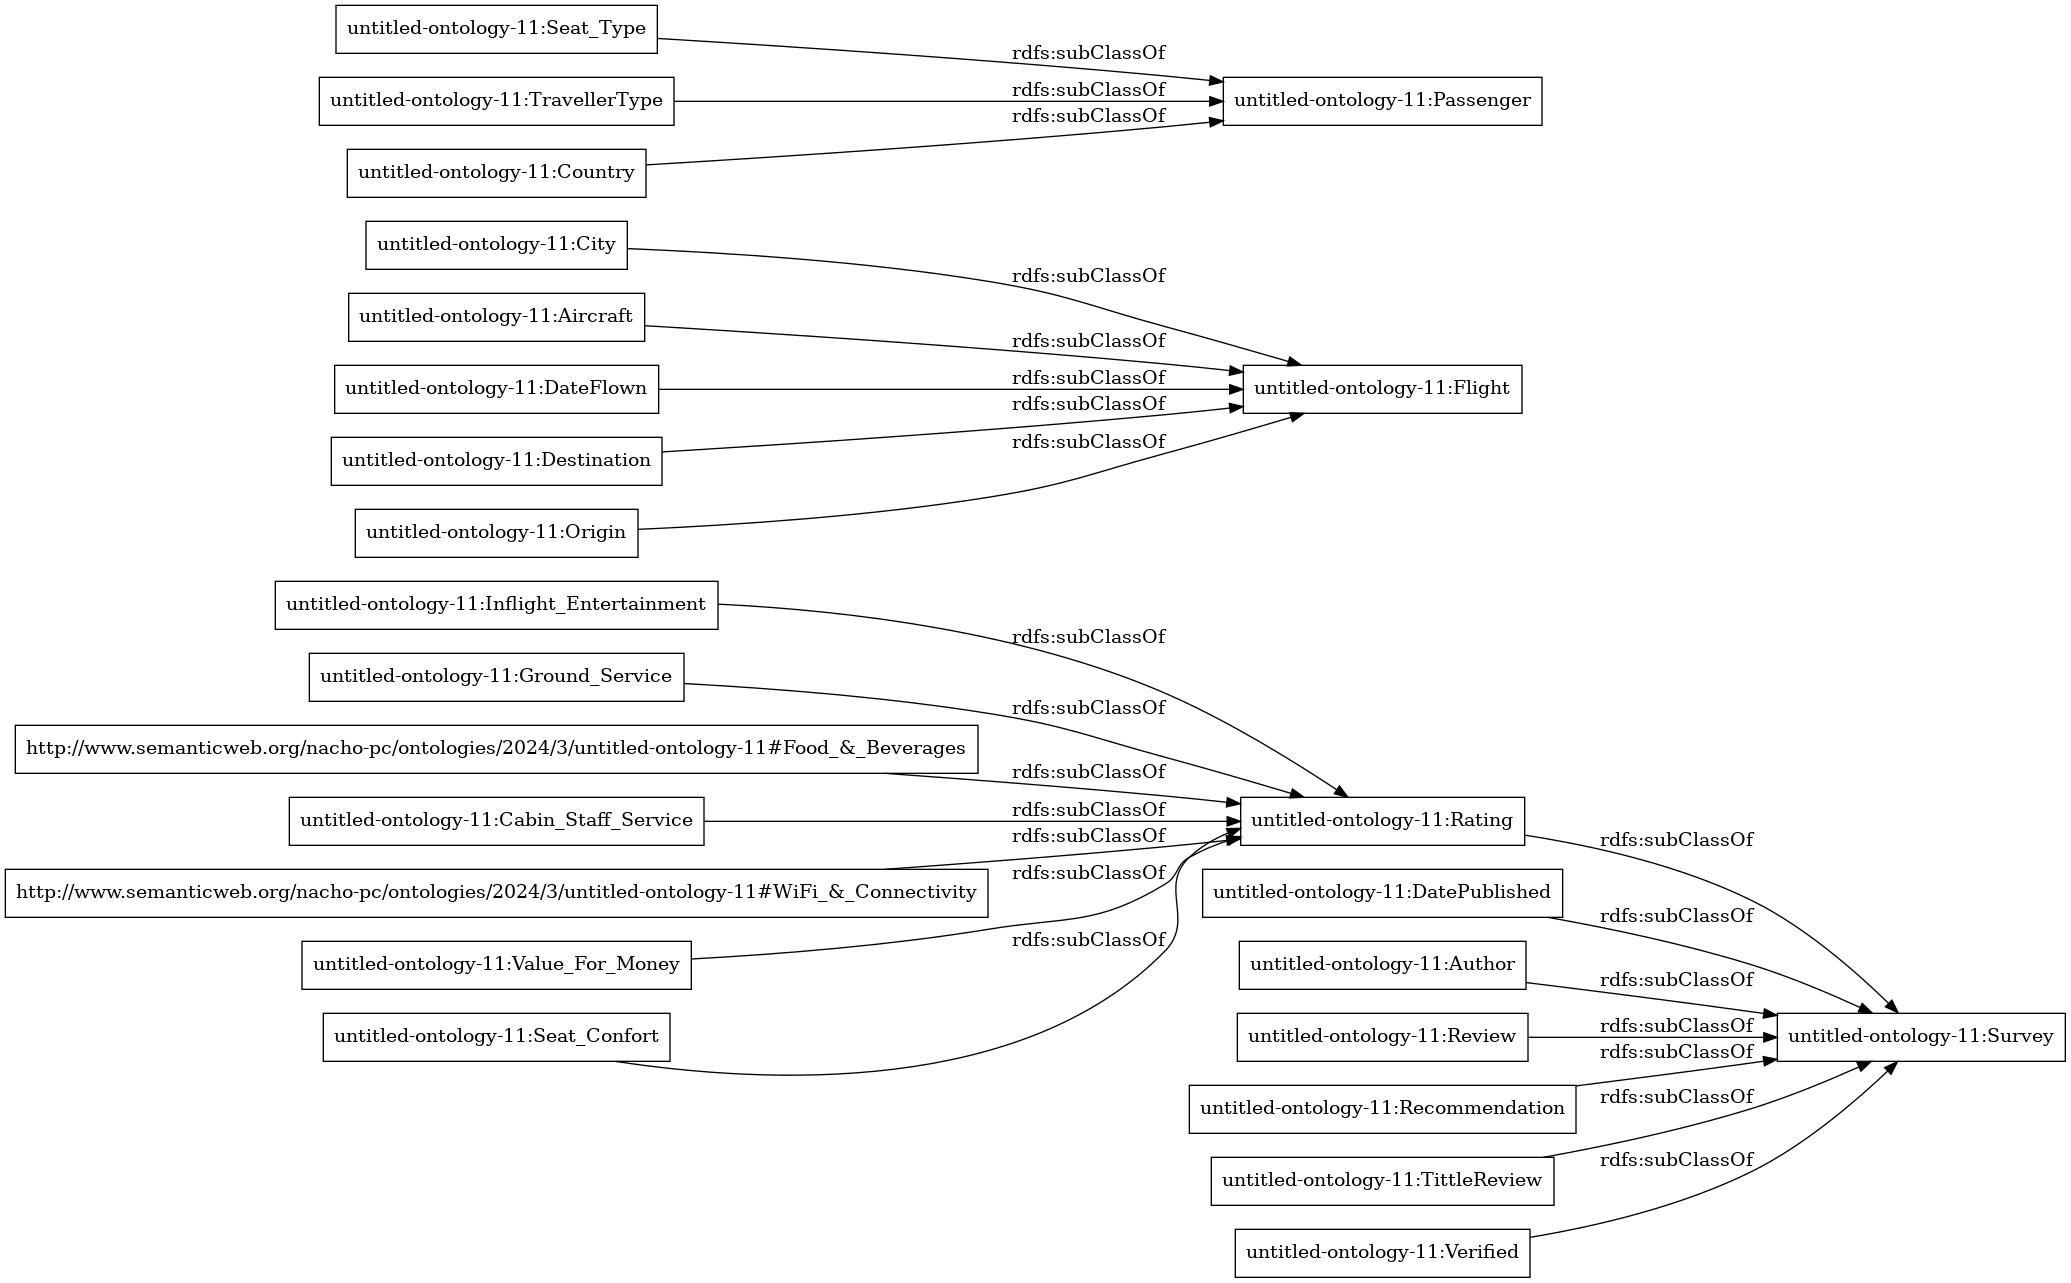 untitled-ontology-11:Seat_Type
rdfs:subClassOf
untitled-ontology-11:TravellerType
rdfs:subClassOf
untitled-ontology-11:Passenger
rdfs:subClassOf
untitled-ontology-11:Country
untitled-ontology-11:City
rdfs:subClassOf
untitled-ontology-11:Aircraft
rdfs:subClassOf
untitled-ontology-11:DateFlown
rdfs:subClassOf
untitled-ontology-11:Flight
rdfs:subClassOf
untitled-ontology-11:Destination
rdfs:subClassOf
untitled-ontology-11:Origin
untitled-ontology-11:Inflight_Entertainment
rdfs:subClassOf
untitled-ontology-11:Ground_Service
rdfs:subClassOf
http://www.semanticweb.org/nacho-pc/ontologies/2024/3/untitled-ontology-11#Food_&_Beverages
rdfs:subClassOf
untitled-ontology-11:Cabin_Staff_Service
rdfs:subClassOf
untitled-ontology-11:Rating
rdfs:subClassOf
rdfs:subClassOf
http://www.semanticweb.org/nacho-pc/ontologies/2024/3/untitled-ontology-11#WiFi_&_Connectivity
rdfs:subClassOf
untitled-ontology-11:DatePublished
rdfs:subClassOf
untitled-ontology-11:Value_For_Money
rdfs:subClassOf
untitled-ontology-11:Author
rdfs:subClassOf
untitled-ontology-11:Seat_Confort
untitled-ontology-11:Review
rdfs:subClassOf
untitled-ontology-11:Survey
rdfs:subClassOf
untitled-ontology-11:Recommendation
rdfs:subClassOf
untitled-ontology-11:TittleReview
rdfs:subClassOf
untitled-ontology-11:Verified